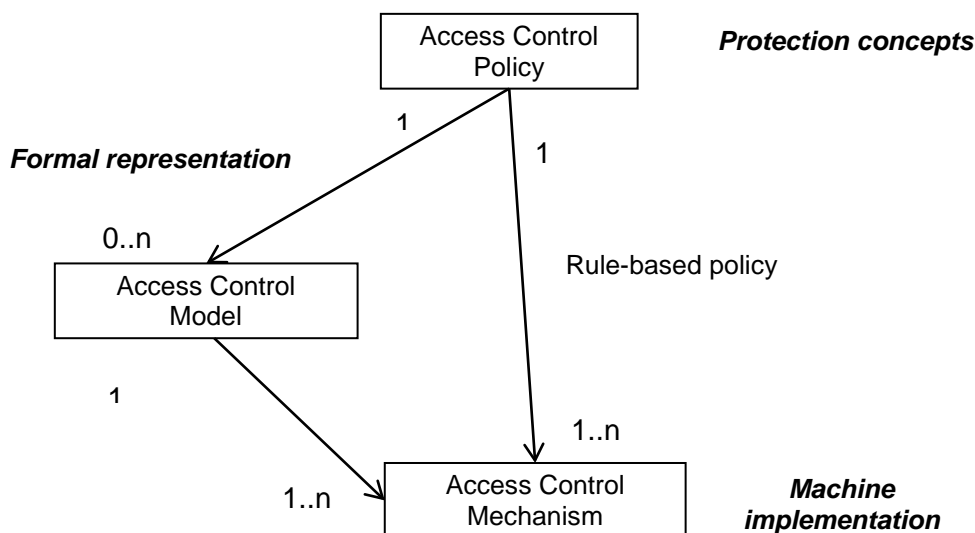 Access Control
Policy
Protection concepts
1
1
Formal representation
0..n
Rule-based policy
Access Control
Model
1
1..n
1..n
Access Control
Mechanism
Machine
implementation